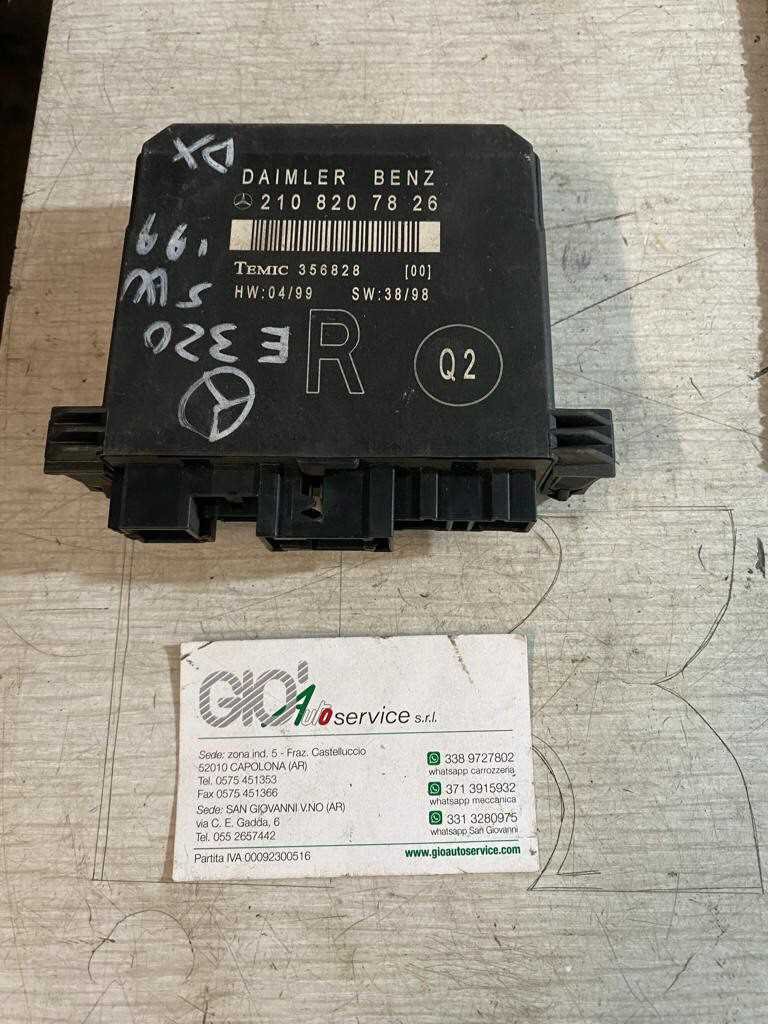 DAIMLER BENZ
210 820 78 26
TEMIC 356828 [00]
HW:04/99 SW:38/98
R
Q2
DX
'99
SW
E 320
GIO' Auto service s.r.l.
Sede: zona ind. 5 - Fraz. Castelluccio
52010 CAPOLONA (AR)
Tel. 0575 451353
Fax 0575 451366
Sede: SAN GIOVANNI V.NO (AR)
via C. E. Gadda, 6
Tel. 055 2657442
Partita IVA 00092300516
338 9727802
whatsapp carrozzeria
371 3915932
whatsapp meccanica
331 3280975
whatsapp San Giovanni
www.gioautoservice.com